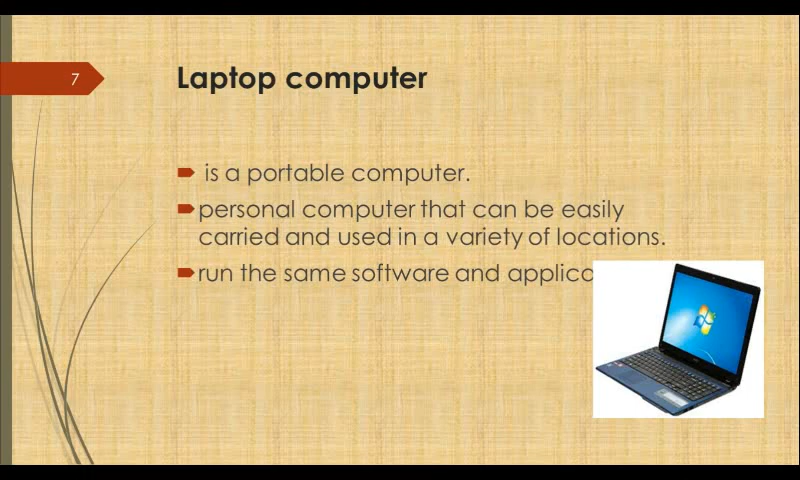 7
Laptop computer
is a portable computer.
personal computer that can be easily
carried and used in a variety of locations.
run the same software and applica